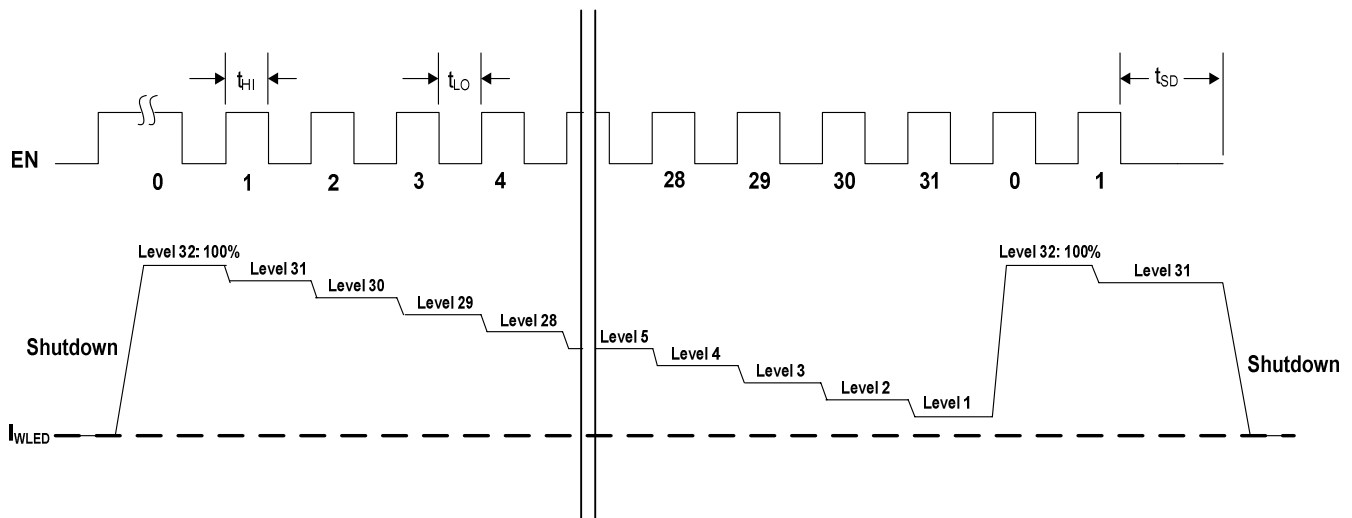 tHI
tLO
tSD
EN
0 1 2 3 4 28 29 30 31 0 1
Level 32: 100%
Level 31
Level 30
Level 29
Level 28
Level 5
Level 4
Level 3
Level 2
Level 1
Level 32: 100%
Level 31
Shutdown
Shutdown
IWLED